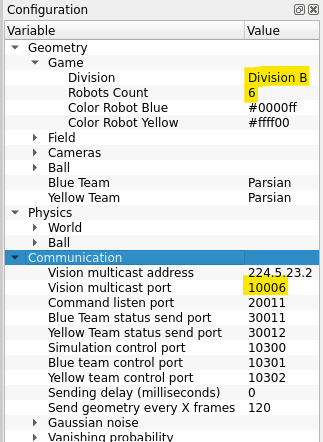 Configuration
Variable Value
Geometry
Game
Division Division B
Robots Count 6
Color Robot Blue #0000ff
Color Robot Yellow #ffff00
Field
Cameras
Ball
Blue Team Parsian
Yellow Team Parsian
Physics
World
Ball
Communication
Vision multicast address 224.5.23.2
Vision multicast port 10006
Command listen port 20011
Blue Team status send port 30011
Yellow Team status send port 30012
Simulation control port 10300
Blue team control port 10301
Yellow team control port 10302
Sending delay (milliseconds) 0
Send geometry every X frames 120
Gaussian noise
Vanishing probability